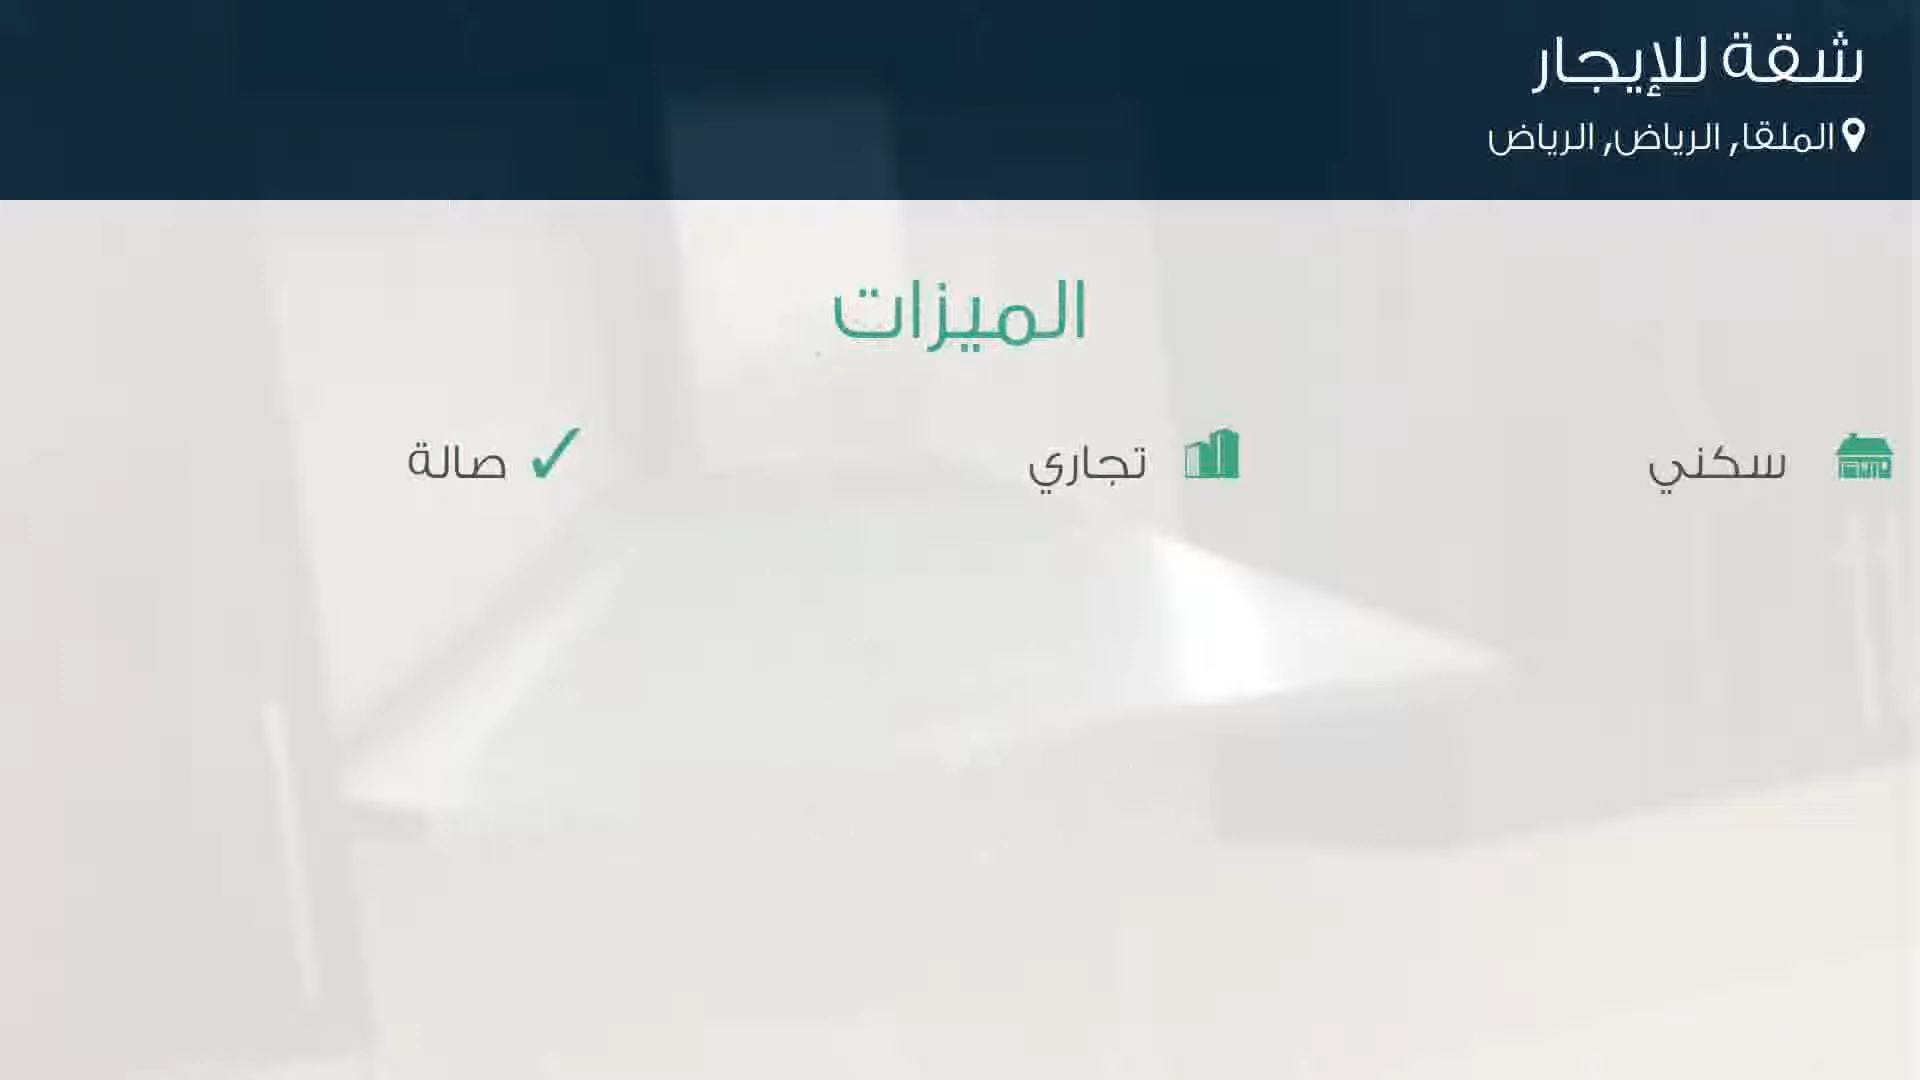 شقة للإيجار
الملقا, الرياض, الرياض
الميزات
سكني تجاري صالة